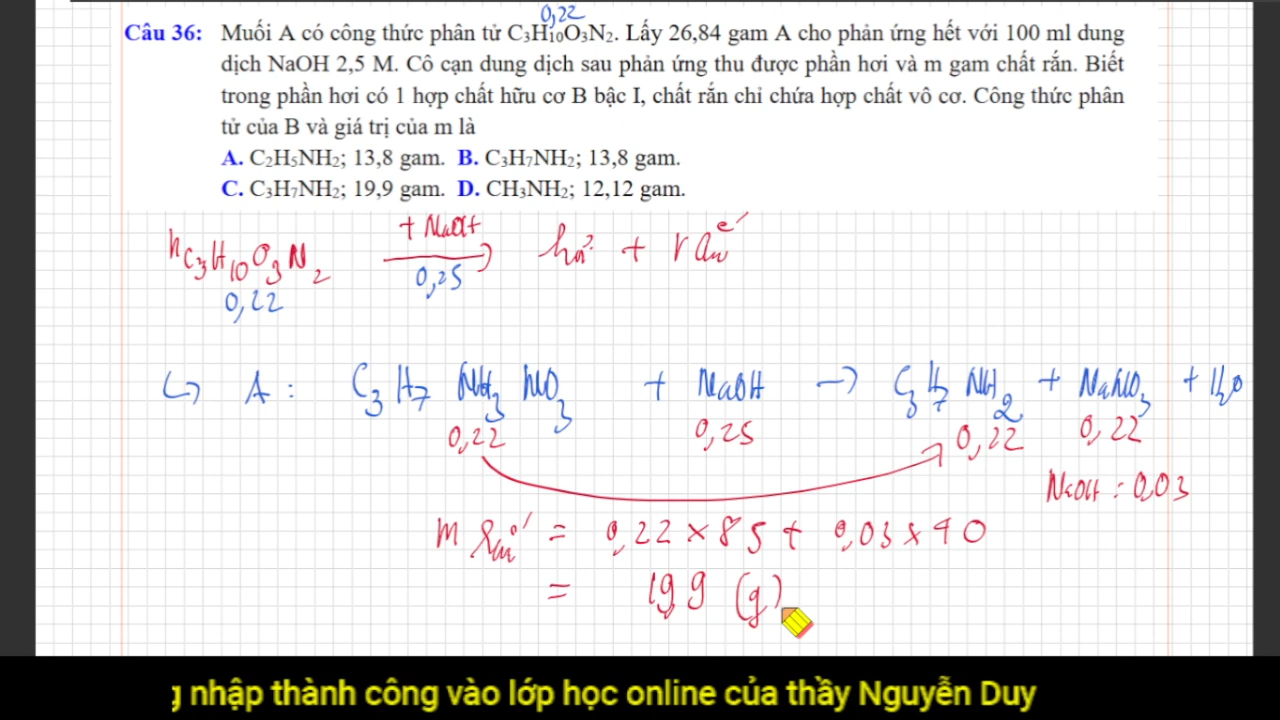 0,22
Câu 36: Muối A có công thức phân tử C₃H₁₀O₃N₂. Lấy 26,84 gam A cho phản ứng hết với 100 ml dung
dịch NaOH 2,5 M. Cô cạn dung dịch sau phản ứng thu được phần hơi và m gam chất rắn. Biết
trong phần hơi có 1 hợp chất hữu cơ B bậc I, chất rắn chỉ chứa hợp chất vô cơ. Công thức phân
tử của B và giá trị của m là
A. C₂H₅NH₂; 13,8 gam. B. C₃H₇NH₂; 13,8 gam.
C. C₃H₇NH₂; 19,9 gam. D. CH₃NH₂; 12,12 gam.
+ NaOH
n C₃H₁₀O₃N₂ → hơi + rắn
0,22 0,25
↪ A : C₃H₇NH₃NO₃ + NaOH → C₃H₇NH₂ + NaNO₃ + H₂O
0,22 0,25 0,22 0,22
NaOH : 0,03
m rắn = 0,22 × 85 + 0,03 × 40
= 19,9 (g)
nhập thành công vào lớp học online của thầy Nguyễn Duy